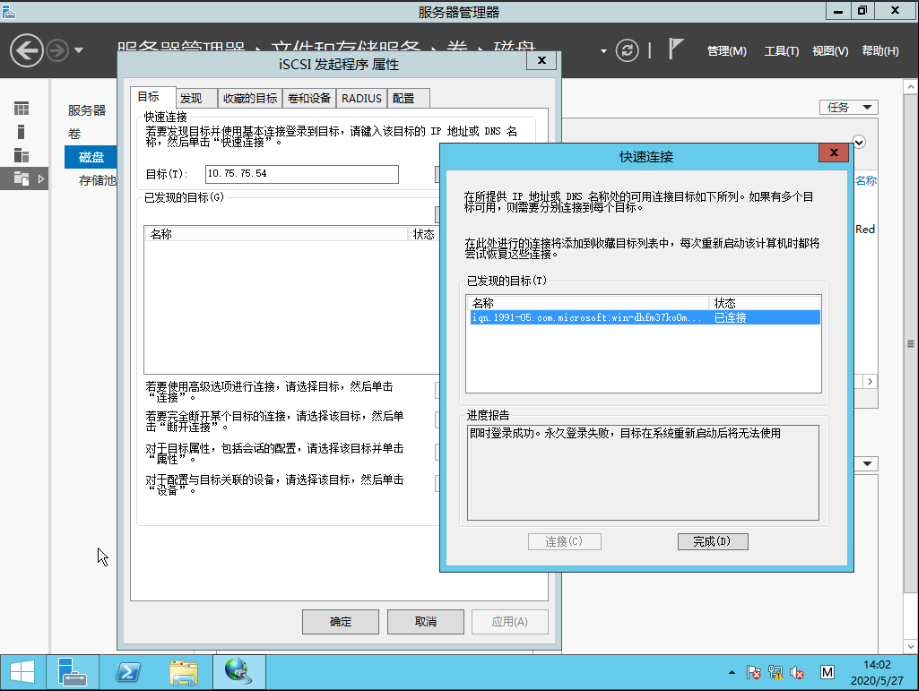 服务器管理器
管理(M) 工具(T) 视图(V) 帮助(H)
服务器
卷
磁盘
存储池
任务
名称
Red
iSCSI 发起程序 属性
目标 发现 收藏的目标 卷和设备 RADIUS 配置
快速连接
若要发现目标并使用基本连接登录到目标，请键入该目标的 IP 地址或 DNS 名
称，然后单击“快速连接”。
目标(T): 10.75.75.54
已发现的目标(G)
名称 状态
若要使用高级选项进行连接，请选择目标，然后单击
“连接”。
若要完全断开某个目标的连接，请选择该目标，然后单
击“断开连接”。
对于目标属性，包括会话的配置，请选择该目标并单击
“属性”。
对于配置与目标关联的设备，请选择该目标，然后单击
“设备”。
确定 取消 应用(A)
快速连接
在所提供 IP 地址或 DNS 名称处的可用连接目标如下所列。如果有多个目
标可用，则需要分别连接到每个目标。
在此处进行的连接将添加到收藏目标列表中，每次重新启动该计算机时都将
尝试恢复这些连接。
已发现的目标(T)
名称 状态
iqn.1991-05.com.microsoft:win-dhfm37ko0m... 已连接
进度报告
即时登录成功。永久登录失败，目标在系统重新启动后将无法使用
连接(C) 完成(D)
M
14:02
2020/5/27